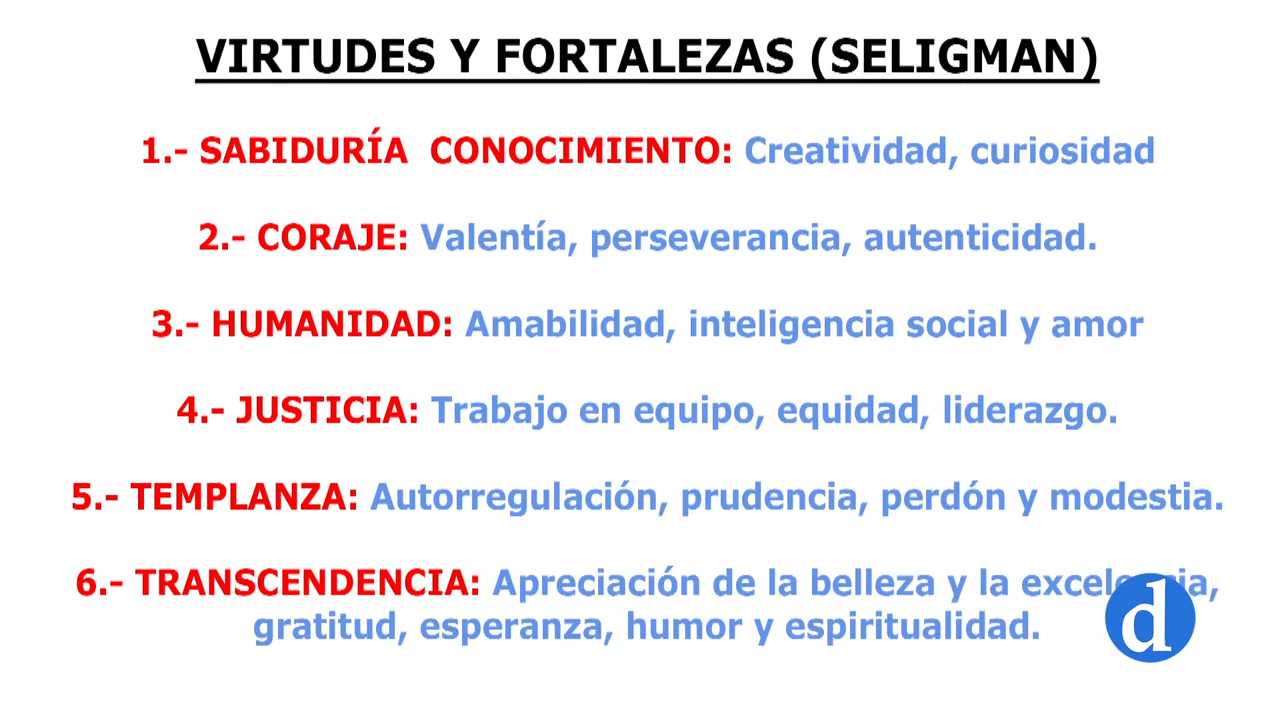 VIRTUDES Y FORTALEZAS (SELIGMAN)
1.- SABIDURÍA CONOCIMIENTO: Creatividad, curiosidad
2.- CORAJE: Valentía, perseverancia, autenticidad.
3.- HUMANIDAD: Amabilidad, inteligencia social y amor
4.- JUSTICIA: Trabajo en equipo, equidad, liderazgo.
5.- TEMPLANZA: Autorregulación, prudencia, perdón y modestia.
6.- TRANSCENDENCIA: Apreciación de la belleza y la excelencia,
gratitud, esperanza, humor y espiritualidad.
d